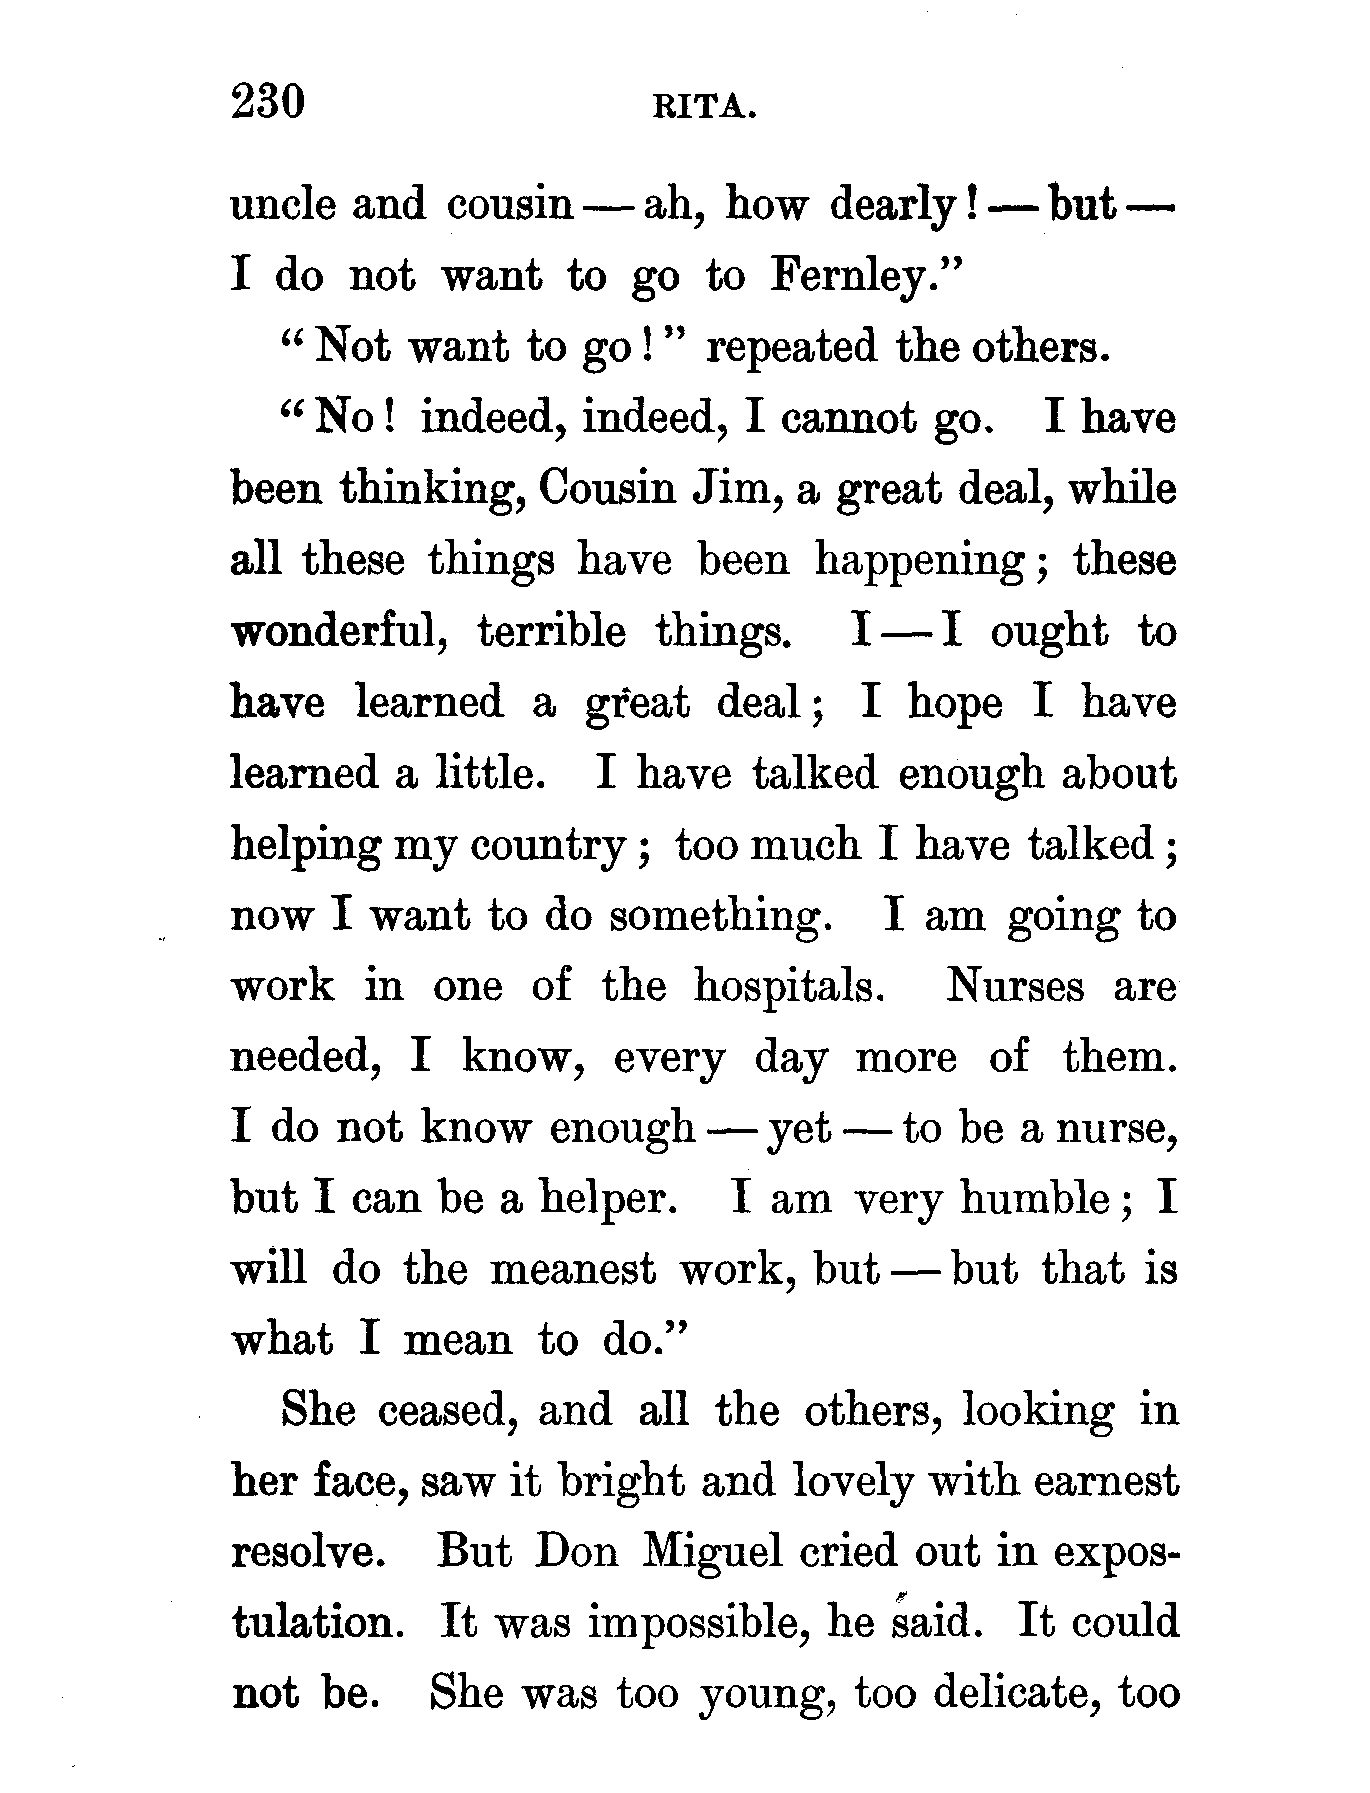 230 RITA.
uncle and cousin — ah, how dearly! — but —
I do not want to go to Fernley.”
“Not want to go!” repeated the others.
“No! indeed, indeed, I cannot go. I have
been thinking, Cousin Jim, a great deal, while
all these things have been happening; these
wonderful, terrible things. I — I ought to
have learned a great deal; I hope I have
learned a little. I have talked enough about
helping my country; too much I have talked;
now I want to do something. I am going to
work in one of the hospitals. Nurses are
needed, I know, every day more of them.
I do not know enough — yet — to be a nurse,
but I can be a helper. I am very humble; I
will do the meanest work, but — but that is
what I mean to do.”
She ceased, and all the others, looking in
her face, saw it bright and lovely with earnest
resolve. But Don Miguel cried out in expos-
tulation. It was impossible, he said. It could
not be. She was too young, too delicate, too